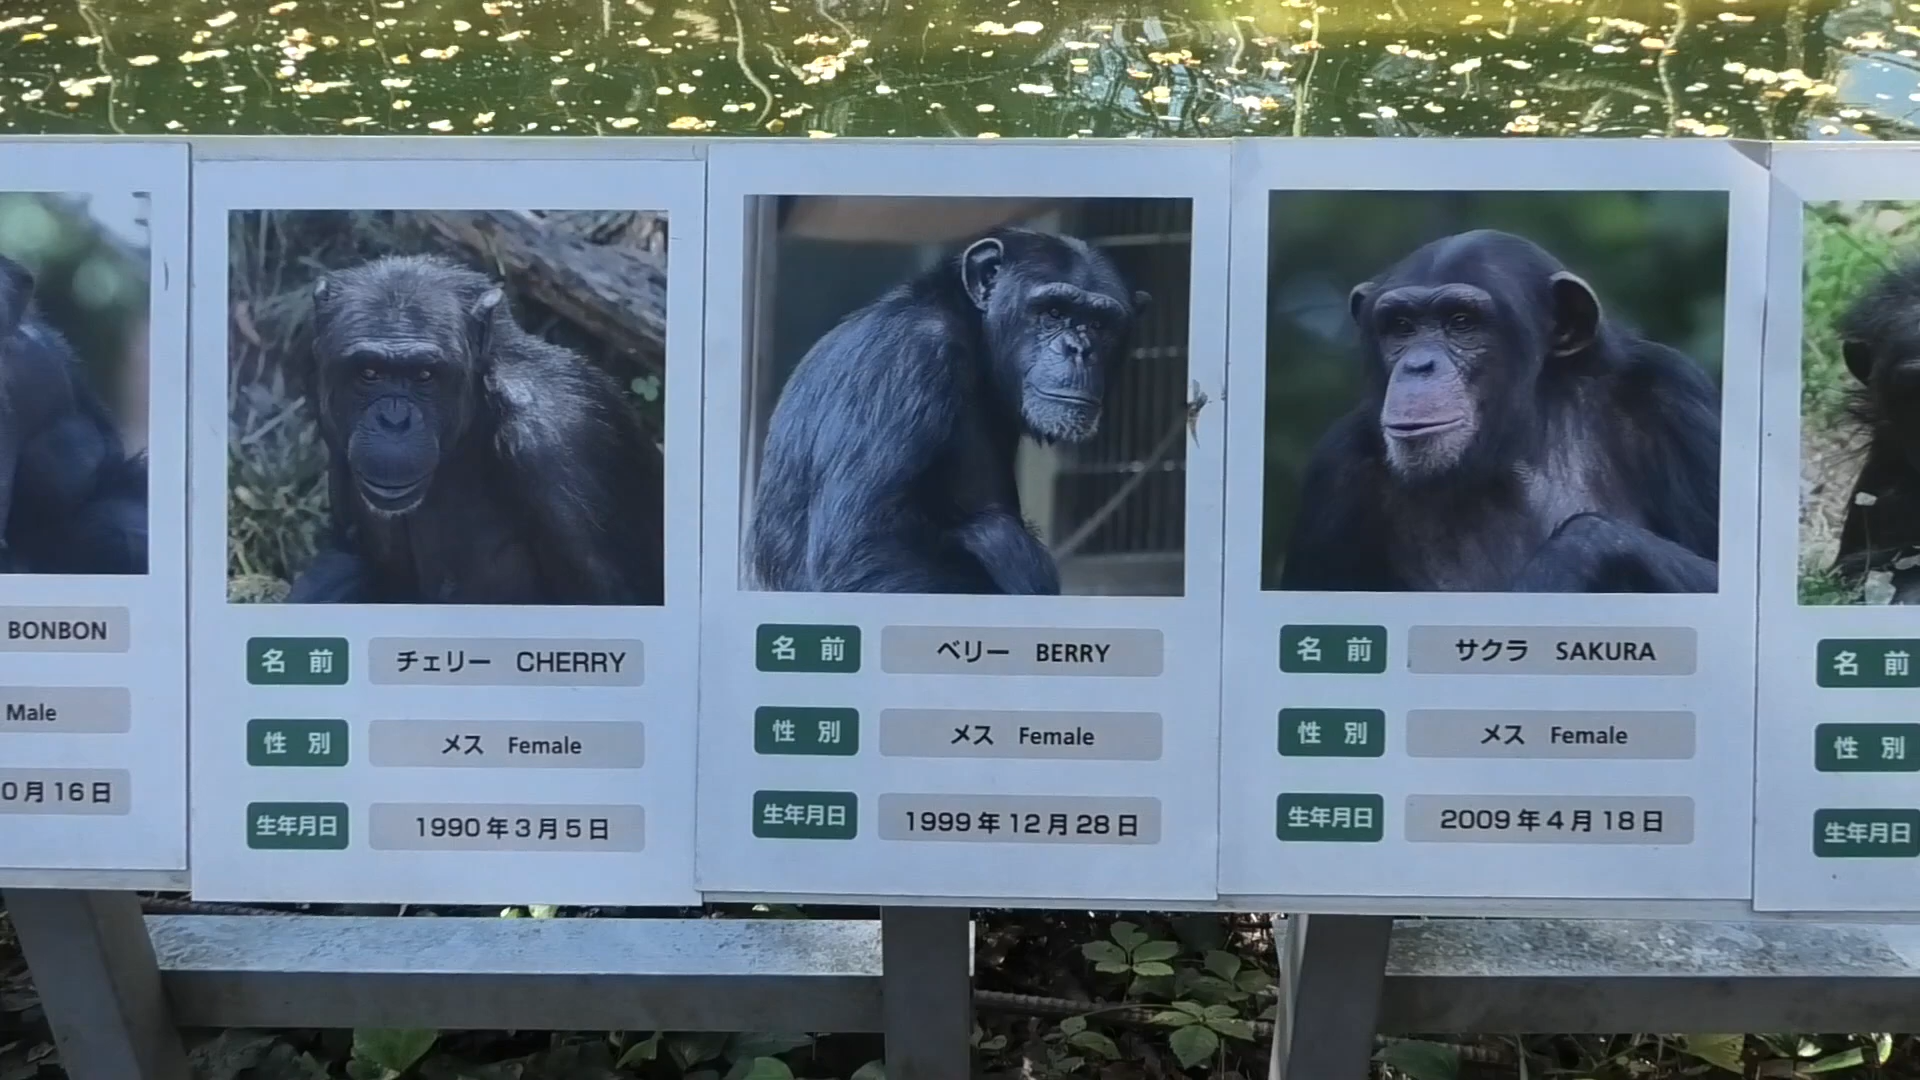 BONBON
Male
0月16日
名 前 チェリー CHERRY
性 別 メス Female
生年月日 1990年3月5日
名 前 ベリー BERRY
性 別 メス Female
生年月日 1999年12月28日
名 前 サクラ SAKURA
性 別 メス Female
生年月日 2009年4月18日
名 前
性 別
生年月日